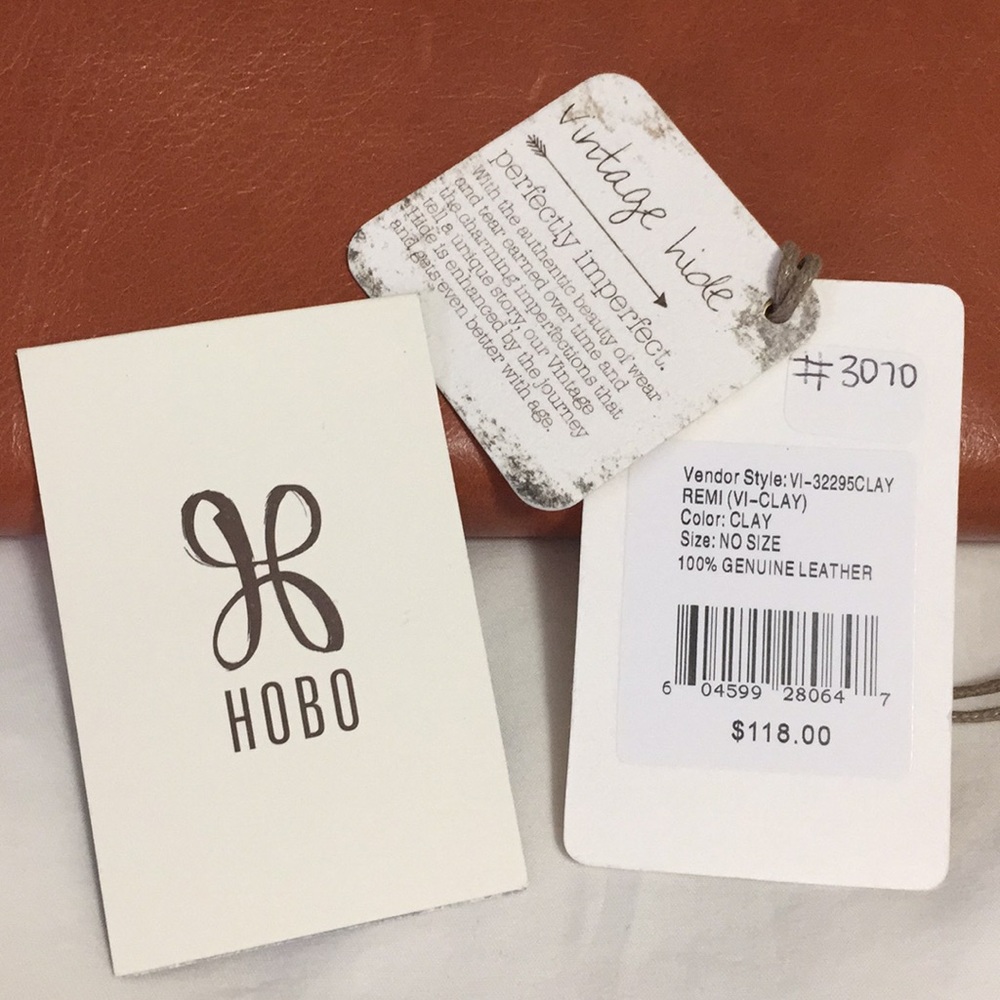 vintage hide
perfectly imperfect.
With the authentic beauty of wear
and tear earned over time and
the charming imperfections that
tell a unique story, our Vintage
Hide is enhanced by the journey
and gets even better with age.
#3070
Vendor Style: VI-32295CLAY
REMI (VI-CLAY)
Color: CLAY
Size: NO SIZE
100% GENUINE LEATHER
6 04599 28064 7
$118.00
HOBO